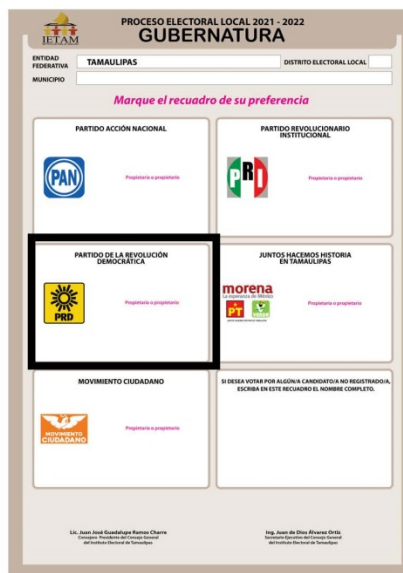 IETAM
PROCESO ELECTORAL LOCAL 2021 - 2022
GUBERNATURA
ENTIDAD
FEDERATIVA
TAMAULIPAS
DISTRITO ELECTORAL LOCAL
MUNICIPIO
Marque el recuadro de su preferencia
PARTIDO ACCIÓN NACIONAL
PAN
Propietaria o propietario
PARTIDO REVOLUCIONARIO
INSTITUCIONAL
PRI
Propietaria o propietario
PARTIDO DE LA REVOLUCIÓN
DEMOCRÁTICA
PRD
Propietaria o propietario
JUNTOS HACEMOS HISTORIA
EN TAMAULIPAS
morena
La esperanza de México
PT
VERDE
Propietaria o propietario
MOVIMIENTO CIUDADANO
MOVIMIENTO
CIUDADANO
Propietaria o propietario
SI DESEA VOTAR POR ALGÚN/A CANDIDATO/A NO REGISTRADO/A,
ESCRIBA EN ESTE RECUADRO EL NOMBRE COMPLETO.
Lic. Juan José Guadalupe Ramos Charre
Consejero Presidente del Consejo General
del Instituto Electoral de Tamaulipas
Ing. Juan de Dios Álvarez Ortiz
Secretario Ejecutivo del Consejo General
del Instituto Electoral de Tamaulipas